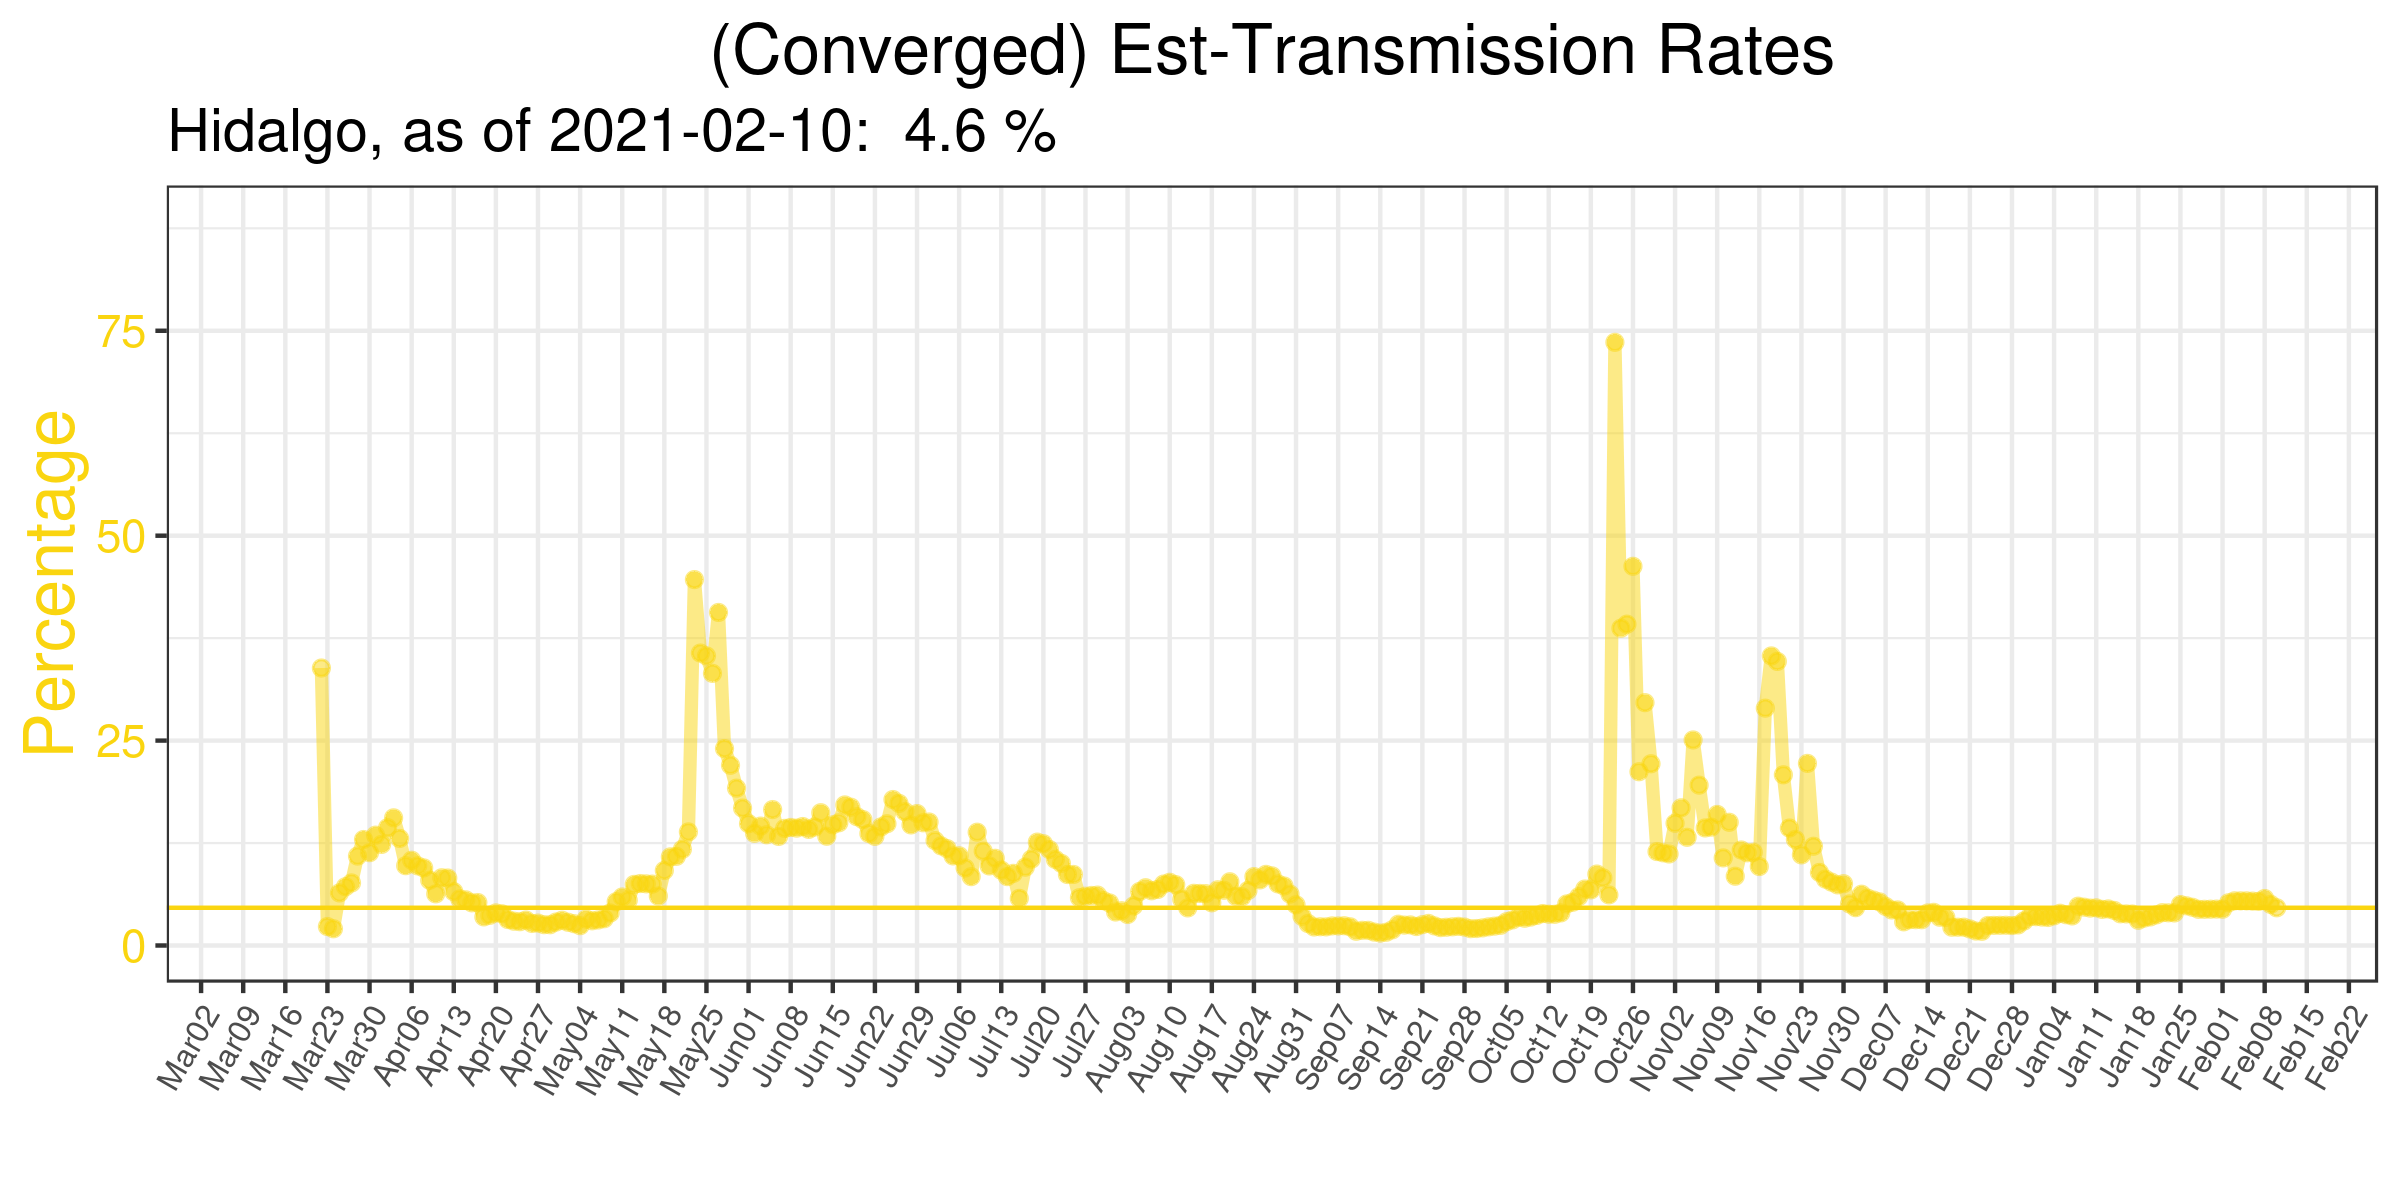 (Converged) Est-Transmission Rates
Hidalgo, as of 2021-02-10:  4.6 %
Percentage
75
50
25
0
Mar02
Mar09
Mar16
Mar23
Mar30
Apr06
Apr13
Apr20
Apr27
May04
May11
May18
May25
Jun01
Jun08
Jun15
Jun22
Jun29
Jul06
Jul13
Jul20
Jul27
Aug03
Aug10
Aug17
Aug24
Aug31
Sep07
Sep14
Sep21
Sep28
Oct05
Oct12
Oct19
Oct26
Nov02
Nov09
Nov16
Nov23
Nov30
Dec07
Dec14
Dec21
Dec28
Jan04
Jan11
Jan18
Jan25
Feb01
Feb08
Feb15
Feb22